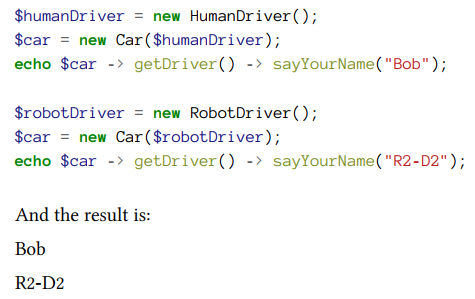 $humanDriver = new HumanDriver();
$car = new Car($humanDriver);
echo $car -> getDriver() -> sayYourName("Bob");
$robotDriver = new RobotDriver();
$car = new Car($robotDriver);
echo $car -> getDriver() -> sayYourName("R2-D2");
And the result is:
Bob
R2-D2